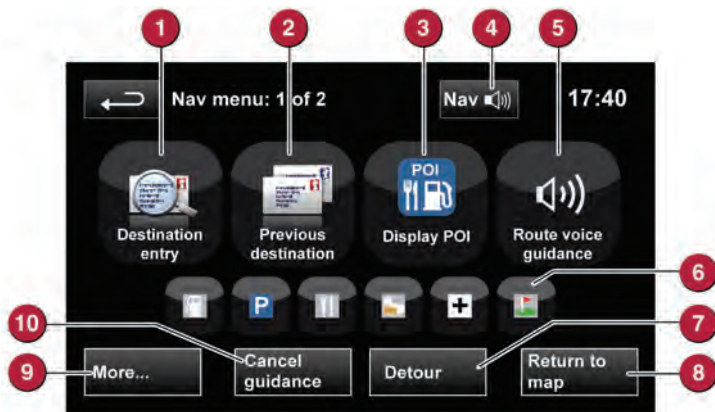 1
2
3
4
5
Nav menu: 1 of 2
Nav
17:40
POI
Destination
entry
Previous
destination
Display POI
Route voice
guidance
6
P
10
7
9
More...
Cancel
guidance
Detour
Return to
map
8